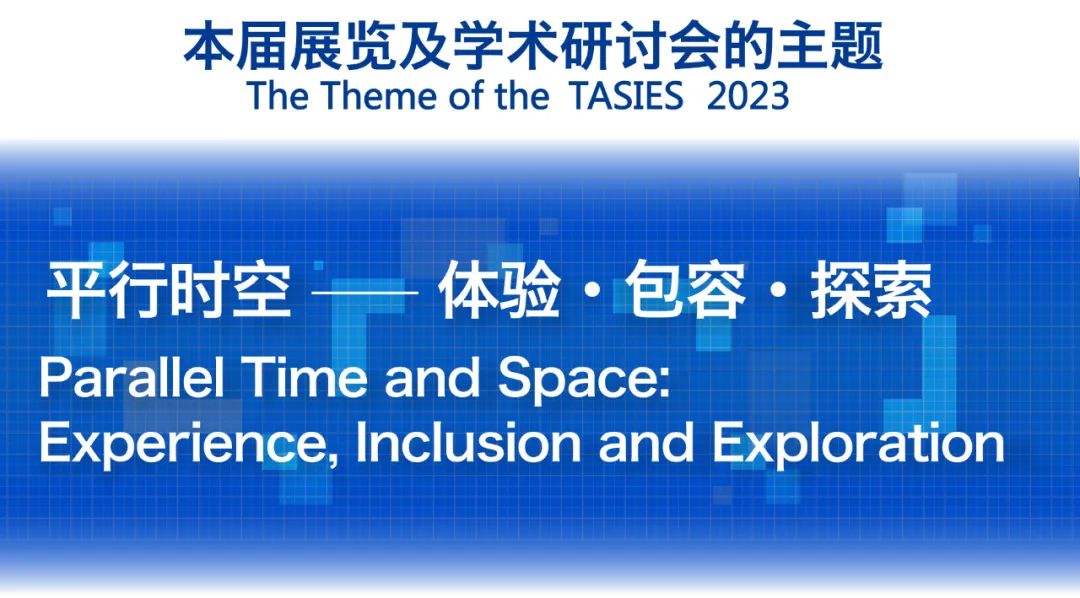 本届展览及学术研讨会的主题
The Theme of the TASIES 2023
平行时空 —— 体验·包容·探索
Parallel Time and Space:
Experience, Inclusion and Exploration